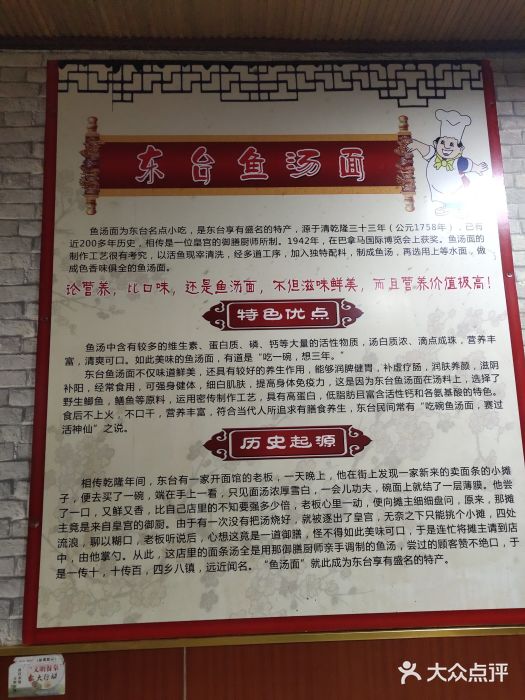 东台鱼汤面
鱼汤面为东台名点小吃，是东台享有盛名的特产，源于清乾隆三十三年（公元1758年），已有
近200多年历史，相传是一位皇宫的御膳厨师所制。1942年，在巴拿马国际博览会上获奖。鱼汤面的
制作工艺很有考究，以活鱼现宰清洗，经多道工序，加入独特配料，制成鱼汤，再选用上等水面，做
成色香味俱全的鱼汤面。
论营养，比口味，还是鱼汤面，不但滋味鲜美，而且营养价值极高！
特色优点
鱼汤中含有较多的维生素、蛋白质、磷、钙等大量的活性物质，汤白质浓、滴点成珠，营养丰
富，清爽可口。如此美味的鱼汤面，有道是“吃一碗，想三年。”
东台鱼汤面不仅味道鲜美，还具有较好的养生作用，能够润脾健胃，补虚疗肠，润肤养颜，滋阴
补阳，经常食用，可强身健体，细白肌肤，提高身体免疫力，这是因为东台鱼汤面在汤料上，选择了
野生鲫鱼，鳝鱼等原料，运用密传制作工艺，具有高蛋白，低脂肪且富含活性钙和各氨基酸的特色。
食后不上火，不口干，营养丰富，符合当代人所追求有膳食养生，东台民间常有“吃碗鱼汤面，赛过
活神仙”之说。
历史起源
相传乾隆年间，东台有一家开面馆的老板，一天晚上，他在街上发现一家新来的卖面条的小摊
子，便去买了一碗，端在手上一看，只见面汤浓厚雪白，一会儿功夫，碗面上就结了一层薄膜。他尝
了一口，又鲜又香，比自己店里的不知要强多少倍，老板心里一动，便向摊主细细盘问，原来，那摊
主竟是来自皇宫的御厨。由于有一次没有把汤烧好，就被逐出了皇宫，无奈之下只能挑个小摊，四处
流浪，聊以糊口，老板听说后，心想这竟是一道御膳，怪不得如此美味可口，于是连忙将摊主请到店
中，由他掌勺。从此，这店里的面条汤全是用那御膳厨师亲手调制的鱼汤，尝过的顾客赞不绝口，于
是一传十，十传百，四乡八镇，远近闻名。“鱼汤面”就此成为东台享有盛名的特产。
文明餐桌
大行动
大众点评